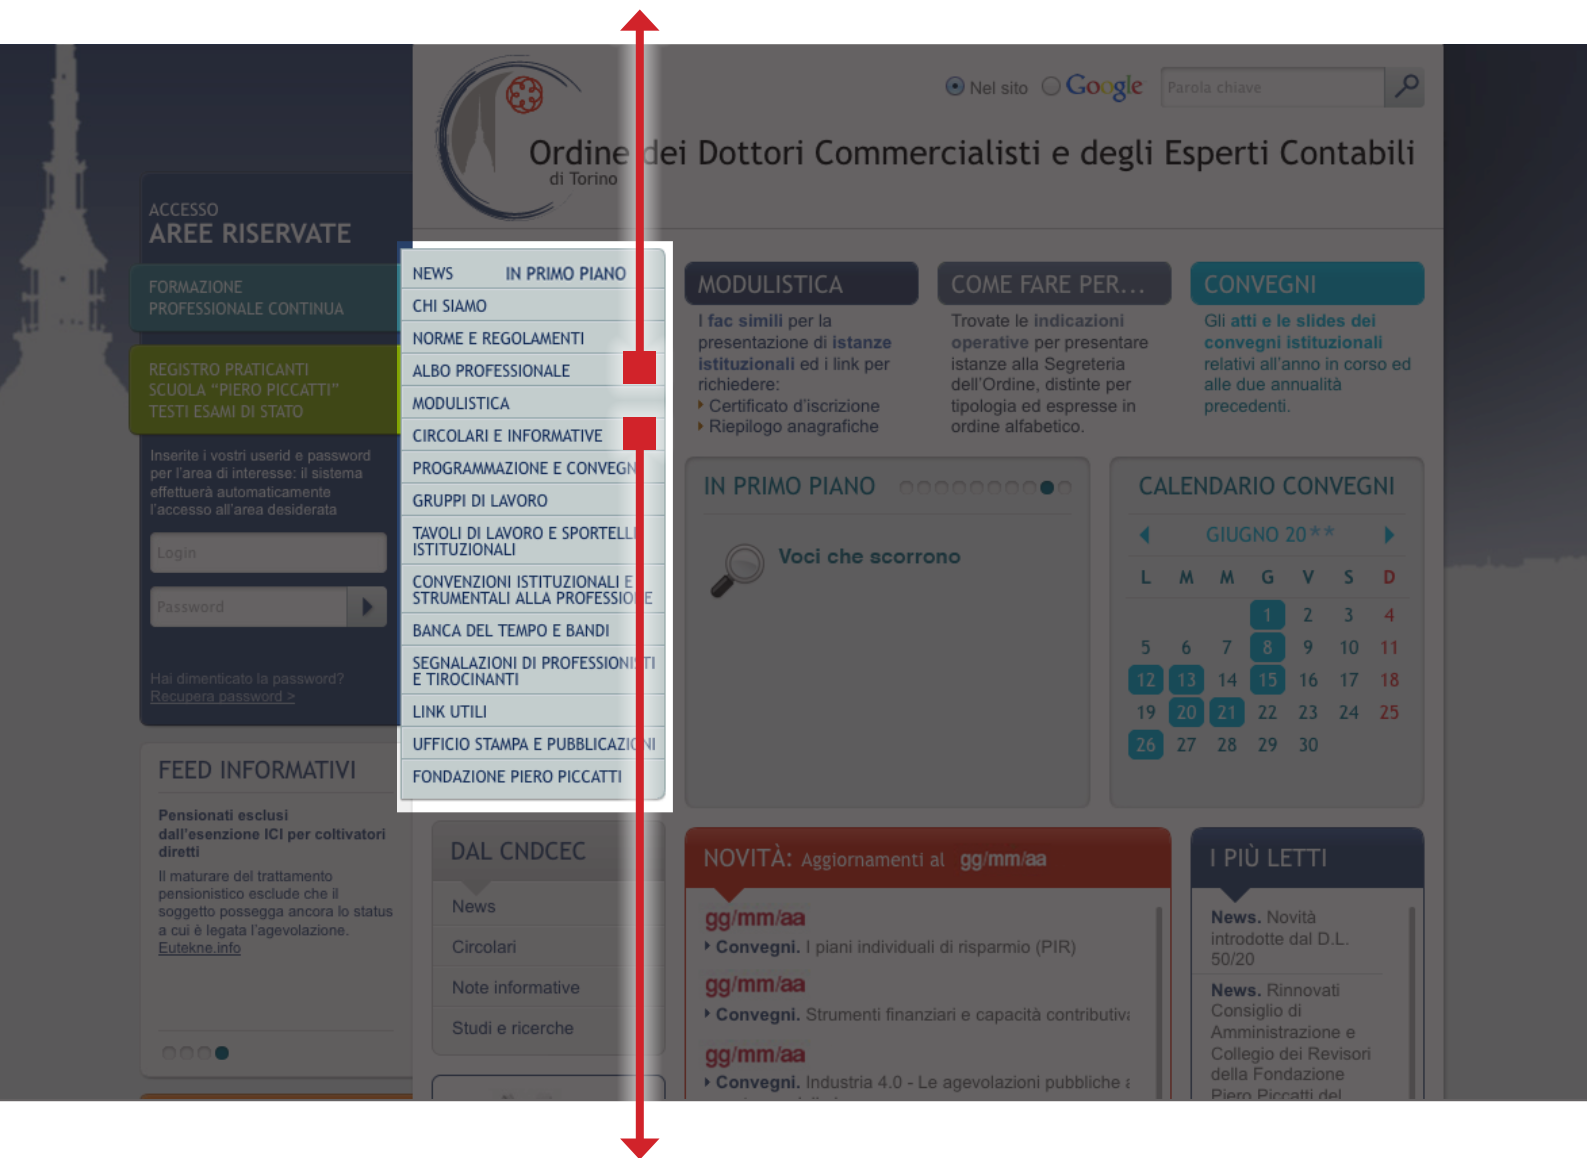 Nel sito Google Parola chiave
Ordine dei Dottori Commercialisti e degli Esperti Contabili
di Torino
ACCESSO
AREE RISERVATE
FORMAZIONE
PROFESSIONALE CONTINUA
REGISTRO PRATICANTI
SCUOLA “PIERO PICCATTI”
TESTI ESAMI DI STATO
Inserite i vostri userid e password
per l'area di interesse: il sistema
effettuerà automaticamente
l'accesso all'area desiderata
Login
Password
Hai dimenticato la password?
Recupera password >
FEED INFORMATIVI
Pensionati esclusi
dall'esenzione ICI per coltivatori
diretti
Il maturare del trattamento
pensionistico esclude che il
soggetto possegga ancora lo status
a cui è legata l'agevolazione.
Eutekne.info
NEWS IN PRIMO PIANO
CHI SIAMO
NORME E REGOLAMENTI
ALBO PROFESSIONALE
MODULISTICA
CIRCOLARI E INFORMATIVE
PROGRAMMAZIONE E CONVEGN
GRUPPI DI LAVORO
TAVOLI DI LAVORO E SPORTELLI
ISTITUZIONALI
CONVENZIONI ISTITUZIONALI E
STRUMENTALI ALLA PROFESSIONE
BANCA DEL TEMPO E BANDI
SEGNALAZIONI DI PROFESSIONISTI
E TIROCINANTI
LINK UTILI
UFFICIO STAMPA E PUBBLICAZIONI
FONDAZIONE PIERO PICCATTI
DAL CNDCEC
News
Circolari
Note informative
Studi e ricerche
MODULISTICA
I fac simili per la
presentazione di istanze
istituzionali ed i link per
richiedere:
Certificato d'iscrizione
Riepilogo anagrafiche
COME FARE PER...
Trovate le indicazioni
operative per presentare
istanze alla Segreteria
dell'Ordine, distinte per
tipologia ed espresse in
ordine alfabetico.
CONVEGNI
Gli atti e le slides dei
convegni istituzionali
relativi all'anno in corso ed
alle due annualità
precedenti.
IN PRIMO PIANO
Voci che scorrono
CALENDARIO CONVEGNI
GIUGNO 20**
L M M G V S D
1 2 3 4
5 6 7 8 9 10 11
12 13 14 15 16 17 18
19 20 21 22 23 24 25
26 27 28 29 30
NOVITÀ: Aggiornamenti al gg/mm/aa
gg/mm/aa
Convegni. I piani individuali di risparmio (PIR)
gg/mm/aa
Convegni. Strumenti finanziari e capacità contributiva
gg/mm/aa
Convegni. Industria 4.0 - Le agevolazioni pubbliche a
I PIÙ LETTI
News. Novità
introdotte dal D.L.
50/20
News. Rinnovati
Consiglio di
Amministrazione e
Collegio dei Revisori
della Fondazione
Piero Piccatti del